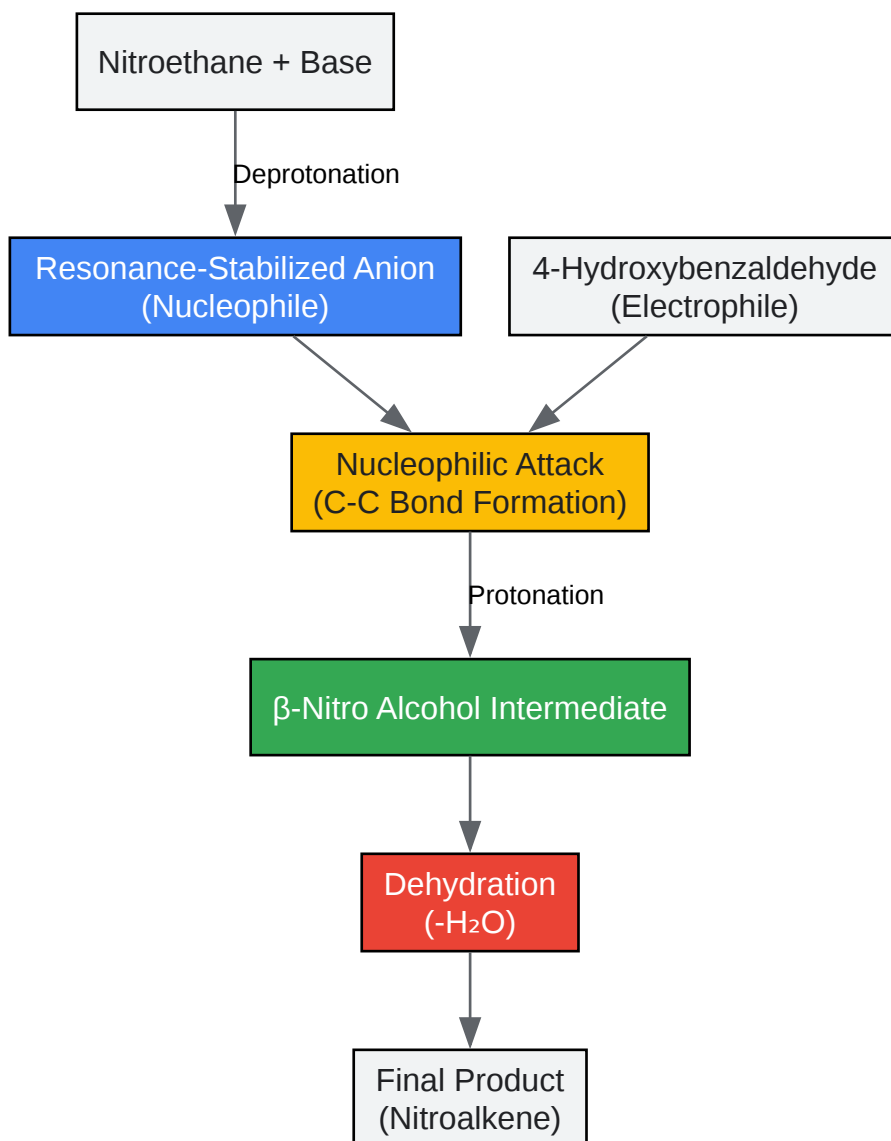 Nitroethane + Base
Deprotonation
Resonance-Stabilized Anion
(Nucleophile)
4-Hydroxybenzaldehyde
(Electrophile)
Nucleophilic Attack
(C-C Bond Formation)
Protonation
β-Nitro Alcohol Intermediate
Dehydration
(-H₂O)
Final Product
(Nitroalkene)